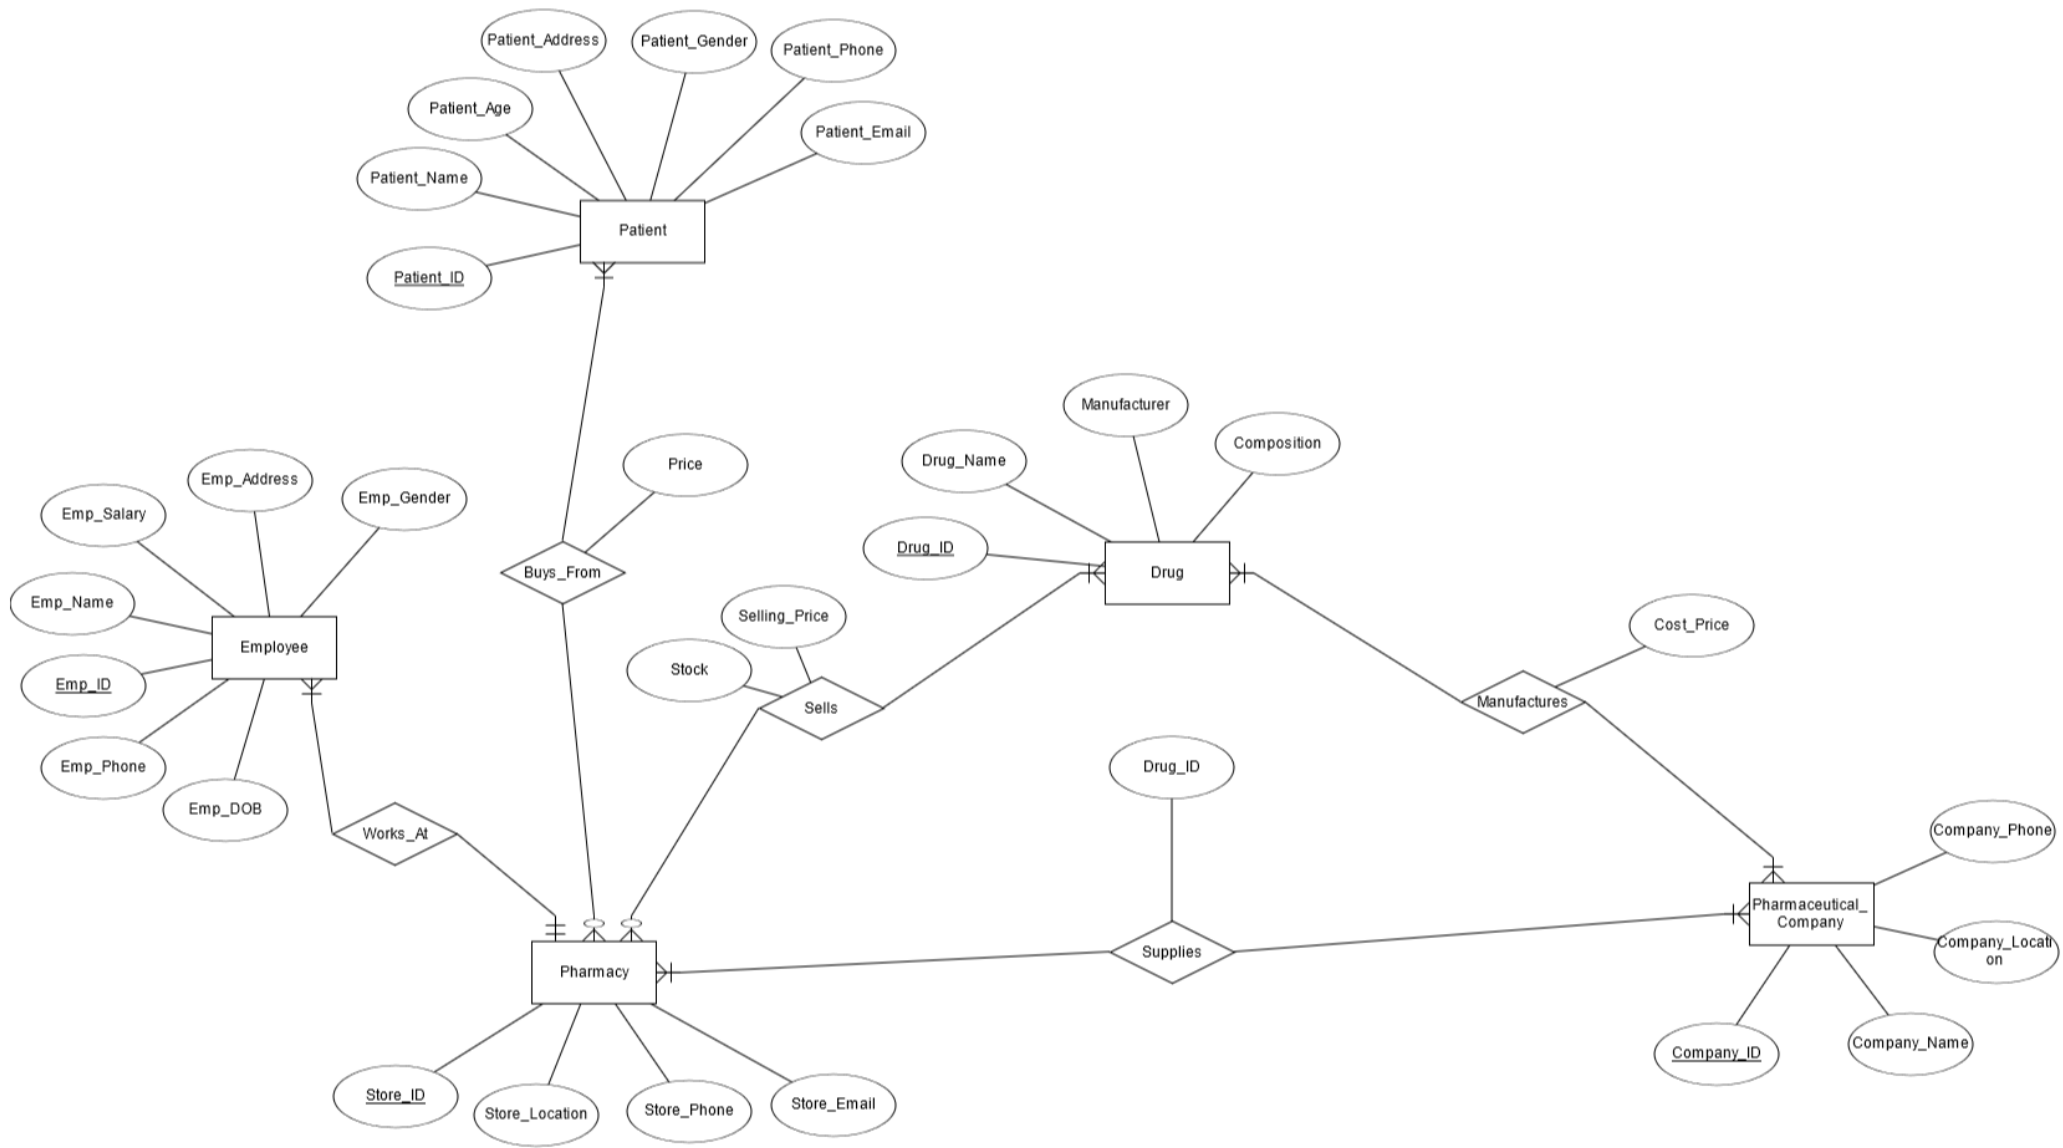 Patient_Address
Patient_Gender
Patient_Phone
Patient_Age
Patient_Email
Patient_Name
Patient
Patient_ID
Manufacturer
Composition
Drug_Name
Price
Emp_Address
Emp_Gender
Emp_Salary
Drug_ID
Buys_From
Drug
Emp_Name
Selling_Price
Cost_Price
Employee
Stock
Emp_ID
Sells
Manufactures
Emp_Phone
Drug_ID
Emp_DOB
Works_At
Company_Phone
Pharmaceutical_
Company
Company_Locati
on
Supplies
Pharmacy
Company_ID
Company_Name
Store_ID
Store_Location
Store_Phone
Store_Email